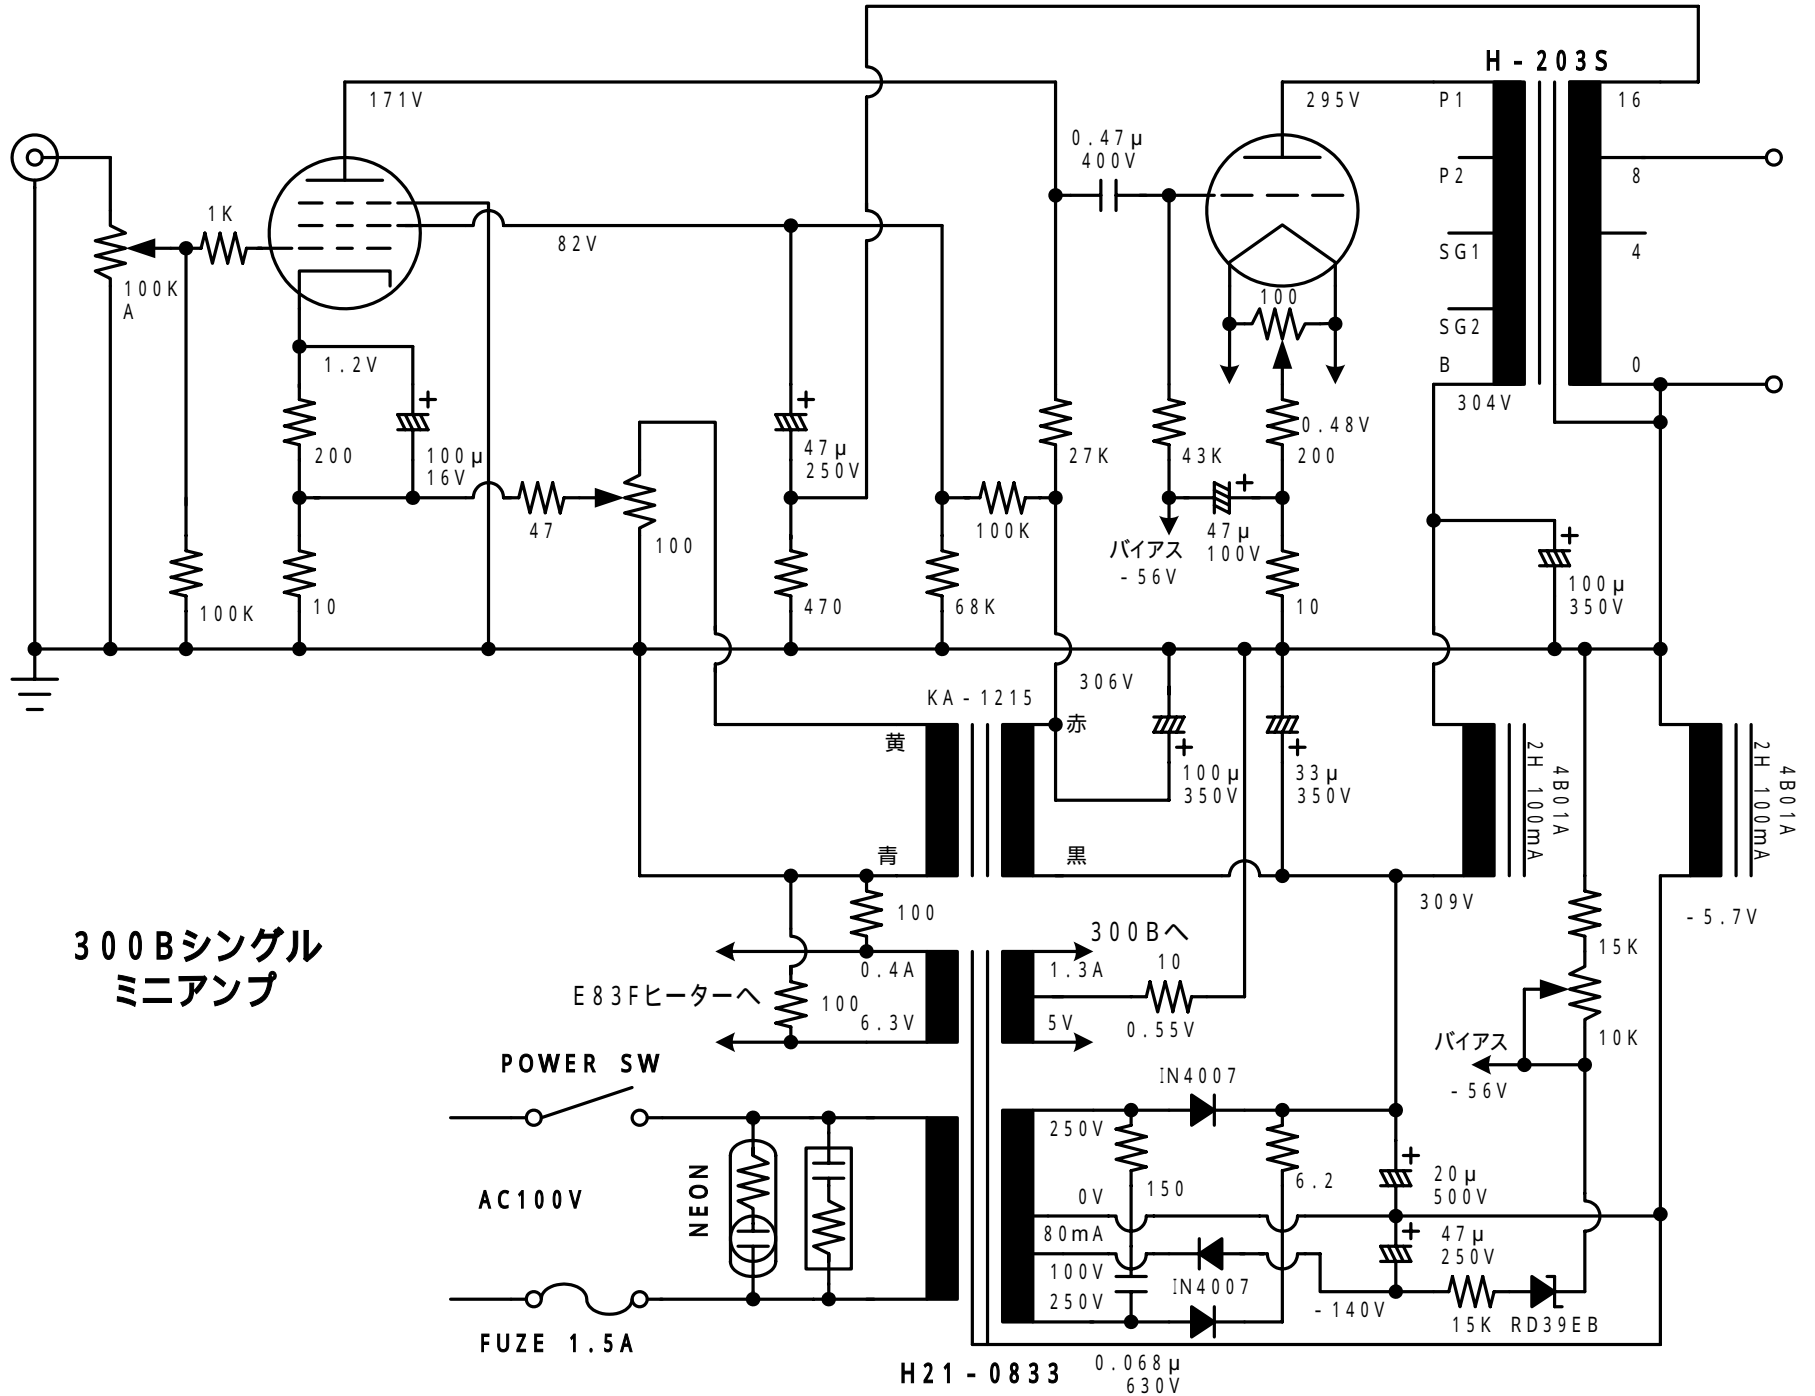 H-203S
171V
295V
P1
16
0.47μ
400V
P2
8
1K
82V
SG1
4
100K
A
100
SG2
1.2V
B
0
304V
0.48V
200
100μ
16V
47μ
250V
27K
43K
200
47
100
100K
47μ
100V
バイアス
-56V
100μ
350V
100K
10
470
68K
10
306V
KA-1215
赤
黄
100μ
350V
33μ
350V
2H 100mA
4B01A
2H 100mA
4B01A
青
黒
309V
-5.7V
100
300Bシングル
ミニアンプ
300Bへ
15K
0.4A
1.3A
10
E83Fヒーターへ
100
6.3V
5V
0.55V
10K
バイアス
-56V
POWER SW
IN4007
250V
NEON
AC100V
0V
150
6.2
20μ
500V
80mA
47μ
250V
100V
IN4007
250V
-140V
15K
RD39EB
FUZE 1.5A
H21-0833
0.068μ
630V